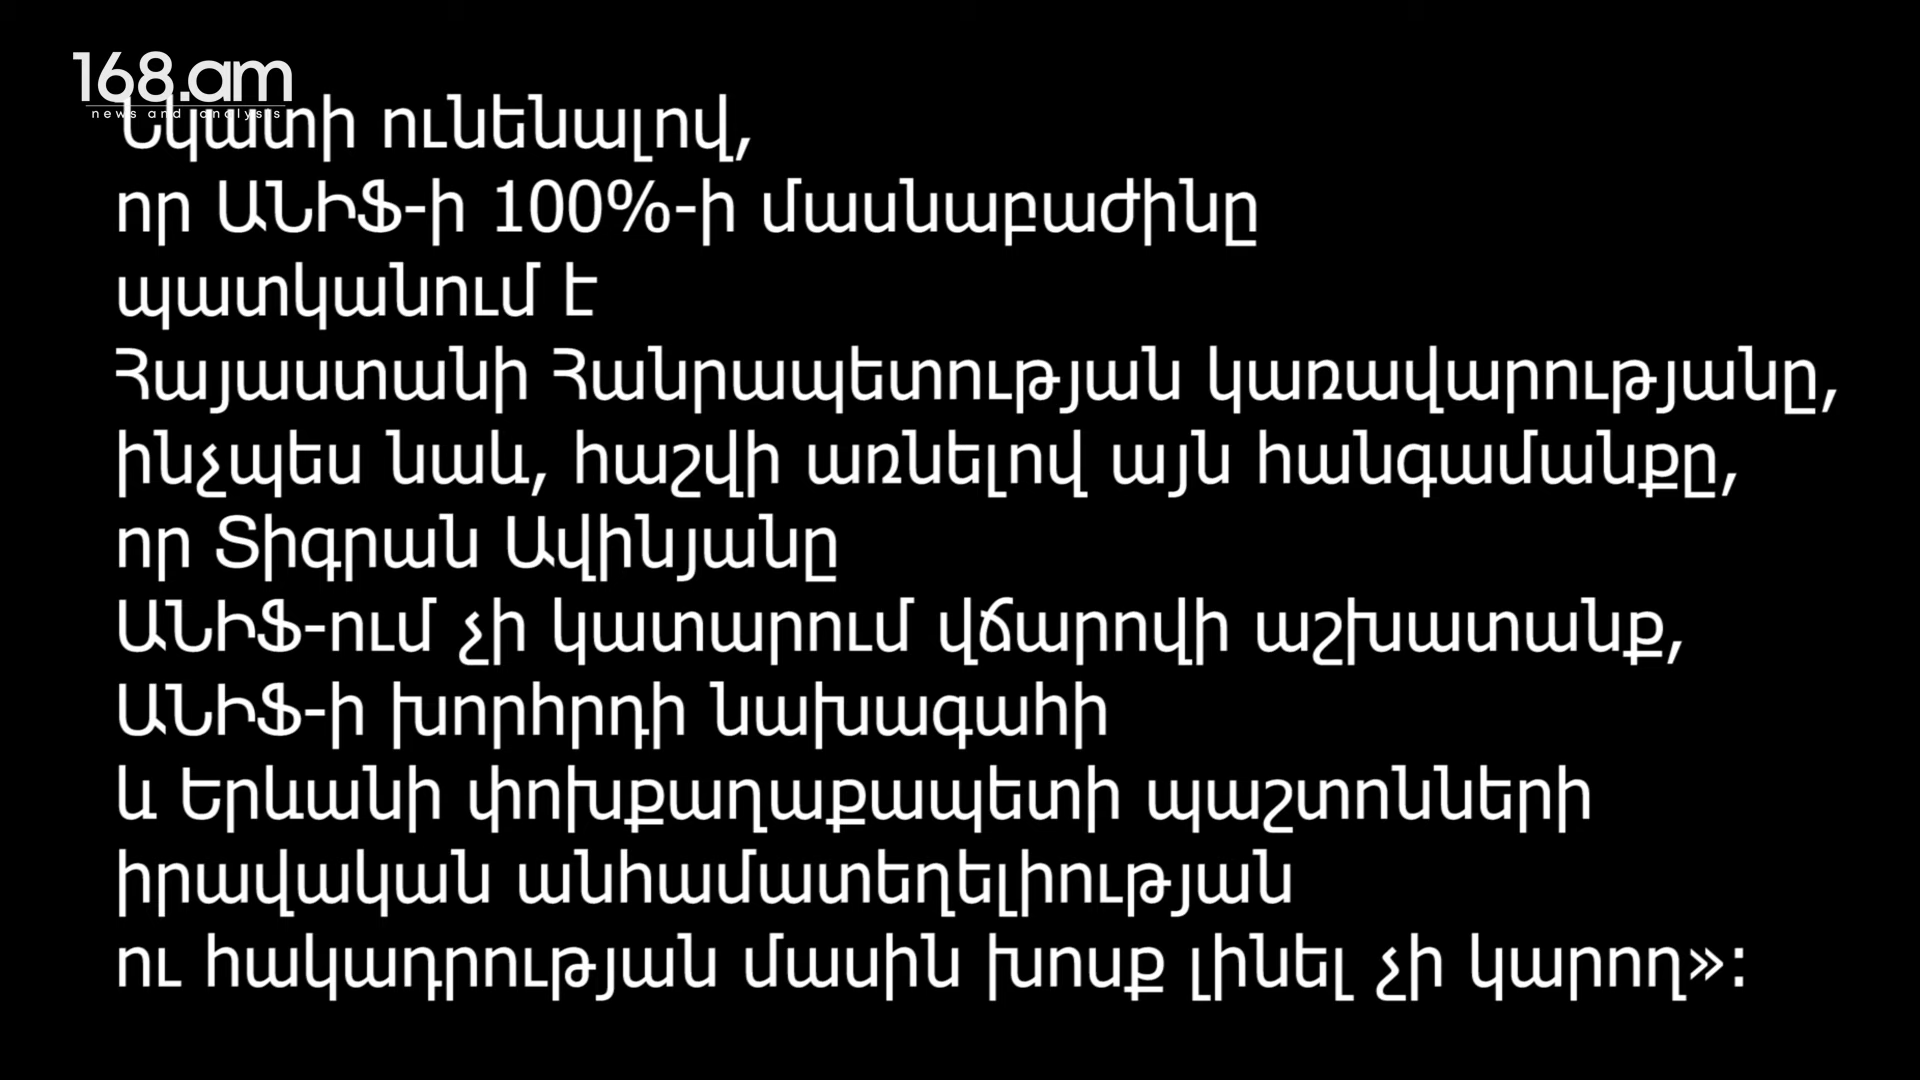 168.am
news and analysis
Նկատի ունենալով,
որ ԱՆԻՖ-ի 100%-ի մասնաբաժինը
պատկանում է
Հայաստանի Հանրապետության կառավարությանը,
ինչպես նաև, հաշվի առնելով այն հանգամանքը,
որ Տիգրան Ավինյանը
ԱՆԻՖ-ում չի կատարում վճարովի աշխատանք,
ԱՆԻՖ-ի խորհրդի նախագահի
և Երևանի փոխքաղաքապետի պաշտոնների
իրավական անհամատեղելիության
ու հակադրության մասին խոսք լինել չի կարող»: